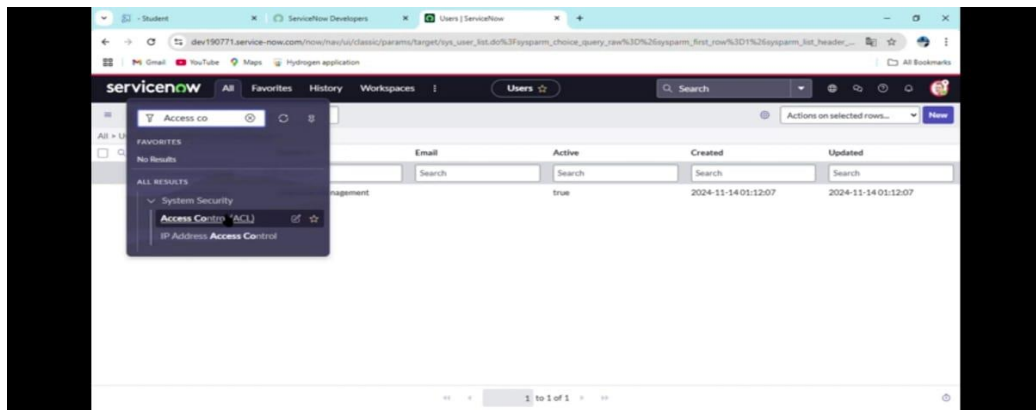 - Student
ServiceNow Developers
Users | ServiceNow
dev190771.service-now.com/now/nav/ui/classic/params/target/sys_user_list.do%3Fsysparm_choice_query_raw%3D%26sysparm_first_row%3D1%26sysparm_list_header_...
Gmail YouTube Maps Hydrogen application All Bookmarks
servicenow All Favorites History Workspaces Users Search
Access co Actions on selected rows... New
All > U
FAVORITES
Email Active Created Updated
No Results
Search Search Search Search
ALL RESULTS
nagement true 2024-11-14 01:12:07 2024-11-14 01:12:07
System Security
Access Control (ACL)
IP Address Access Control
1 to 1 of 1